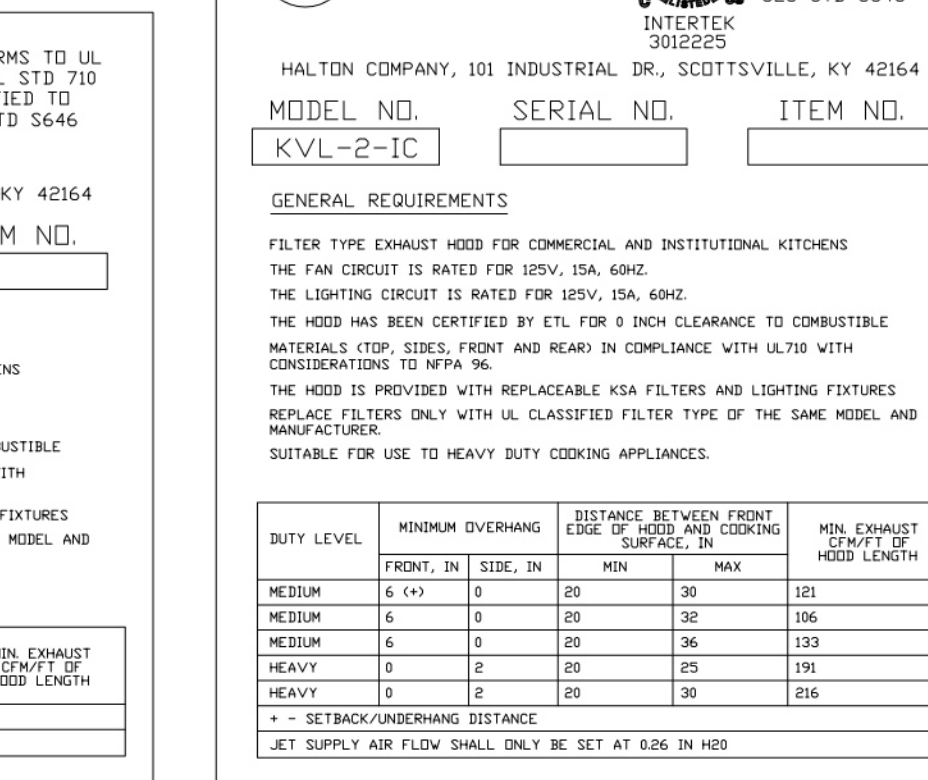 RMS TO UL
STD 710
IED TO
TD S646
KY 42164
M NO.
ENS
BUSTIBLE
ITH
FIXTURES
MODEL AND
MIN. EXHAUST
CFM/FT OF
HOOD LENGTH
INTERTEK
3012225
HALTON COMPANY, 101 INDUSTRIAL DR., SCOTTSVILLE, KY 42164
MODEL NO. SERIAL NO. ITEM NO.
KVL-2-IC
GENERAL REQUIREMENTS
FILTER TYPE EXHAUST HOOD FOR COMMERCIAL AND INSTITUTIONAL KITCHENS
THE FAN CIRCUIT IS RATED FOR 125V, 15A, 60HZ.
THE LIGHTING CIRCUIT IS RATED FOR 125V, 15A, 60HZ.
THE HOOD HAS BEEN CERTIFIED BY ETL FOR 0 INCH CLEARANCE TO COMBUSTIBLE
MATERIALS (TOP, SIDES, FRONT AND REAR) IN COMPLIANCE WITH UL710 WITH
CONSIDERATIONS TO NFPA 96.
THE HOOD IS PROVIDED WITH REPLACEABLE KSA FILTERS AND LIGHTING FIXTURES
REPLACE FILTERS ONLY WITH UL CLASSIFIED FILTER TYPE OF THE SAME MODEL AND
MANUFACTURER.
SUITABLE FOR USE TO HEAVY DUTY COOKING APPLIANCES.
DUTY LEVEL
MINIMUM OVERHANG
DISTANCE BETWEEN FRONT
EDGE OF HOOD AND COOKING
SURFACE, IN
MIN. EXHAUST
CFM/FT OF
HOOD LENGTH
FRONT, IN SIDE, IN MIN MAX
MEDIUM 6 (+) 0 20 30 121
MEDIUM 6 0 20 32 106
MEDIUM 6 0 20 36 133
HEAVY 0 2 20 25 191
HEAVY 0 2 20 30 216
+ - SETBACK/UNDERHANG DISTANCE
JET SUPPLY AIR FLOW SHALL ONLY BE SET AT 0.26 IN H20